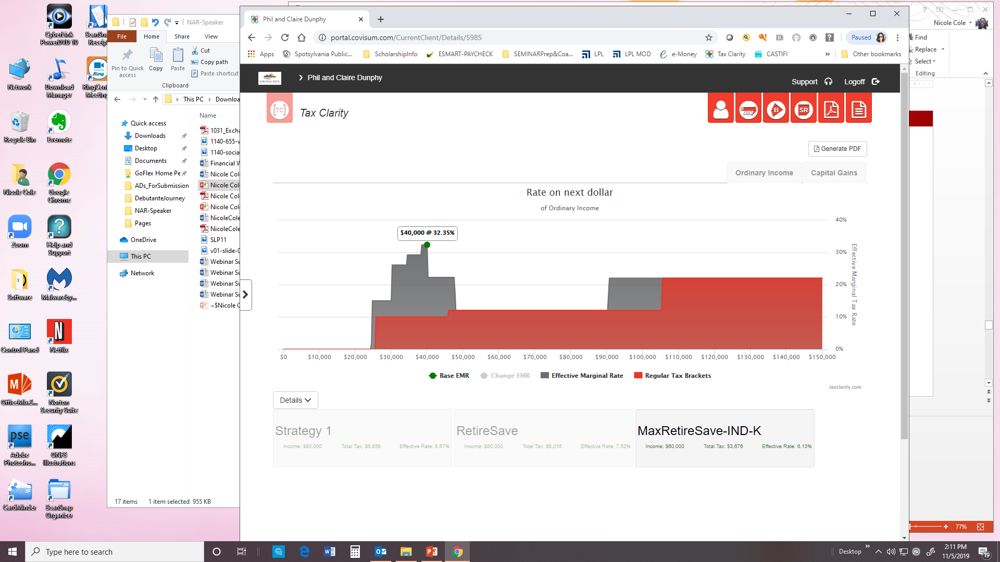 CyberLink
PowerDVD 10
ScanSnap
Receipt
Network
Download
Manager
RingCent
Meeting
Recycle Bin
Evernote
Nicole Cole
Google
Chrome
Zoom
Help and
Support
Software
Malwareby...
Control Panel
Netflix
OfficeMix.S...
Norton
Security Suite
Adobe
Photosho...
ONFS
Illustrations
CardMinder
ScanSnap
Organizer
NAR-Speaker
File
Home
Share
View
Pin to Quick
access
Copy
Paste
Cut
Copy path
Paste shortcut
Clipboard
This PC
Downloa
Name
Quick access
Downloads
Desktop
Documents
GoFlex Home Pe
ADs_ForSubmission
DebutanteJourney
NAR-Speaker
Pages
OneDrive
This PC
Network
1031_Excha
1140-655-v
1140-socia
Financial W
Nicole Col
Nicole Col
Nicole Col
Nicole Col
NicoleCole
NicoleCole
SLP11
v01-slide-0
Webinar Su
Webinar Su
Webinar Su
Webinar Su
~$Nicole C
17 items
1 item selected 955 KB
Phil and Claire Dunphy
portal.covisum.com/CurrentClient/Details/5985
Paused
Apps
Spotsylvania Public...
ScholarshipInfo
ESMART-PAYCHECK
SEMINARPrep&Coa...
LPL
LPL MOD
e-Money
Tax Clarity
CASTIFI
»
Other bookmarks
Phil and Claire Dunphy
Support
Logoff
[TC]
Tax Clarity
SST
SR
Generate PDF
Ordinary Income
Capital Gains
Rate on next dollar
of Ordinary Income
$40,000 @ 32.35%
40%
30%
20%
10%
0%
Effective Marginal Tax Rate
$0
$10,000
$20,000
$30,000
$40,000
$50,000
$60,000
$70,000
$80,000
$90,000
$100,000
$110,000
$120,000
$130,000
$140,000
$150,000
Base EMR
Change EMR
Effective Marginal Rate
Regular Tax Brackets
taxclarity.com
Details
Strategy 1
Income: $80,000
Total Tax: $6,856
Effective Rate: 8.57%
RetireSave
Income: $80,000
Total Tax: $6,016
Effective Rate: 7.52%
MaxRetireSave-IND-K
Income: $60,000
Total Tax: $3,676
Effective Rate: 6.13%
Nicole Cole
Find
Replace
Select
Editing
77%
Type here to search
Desktop
2:11 PM
11/5/2019
19